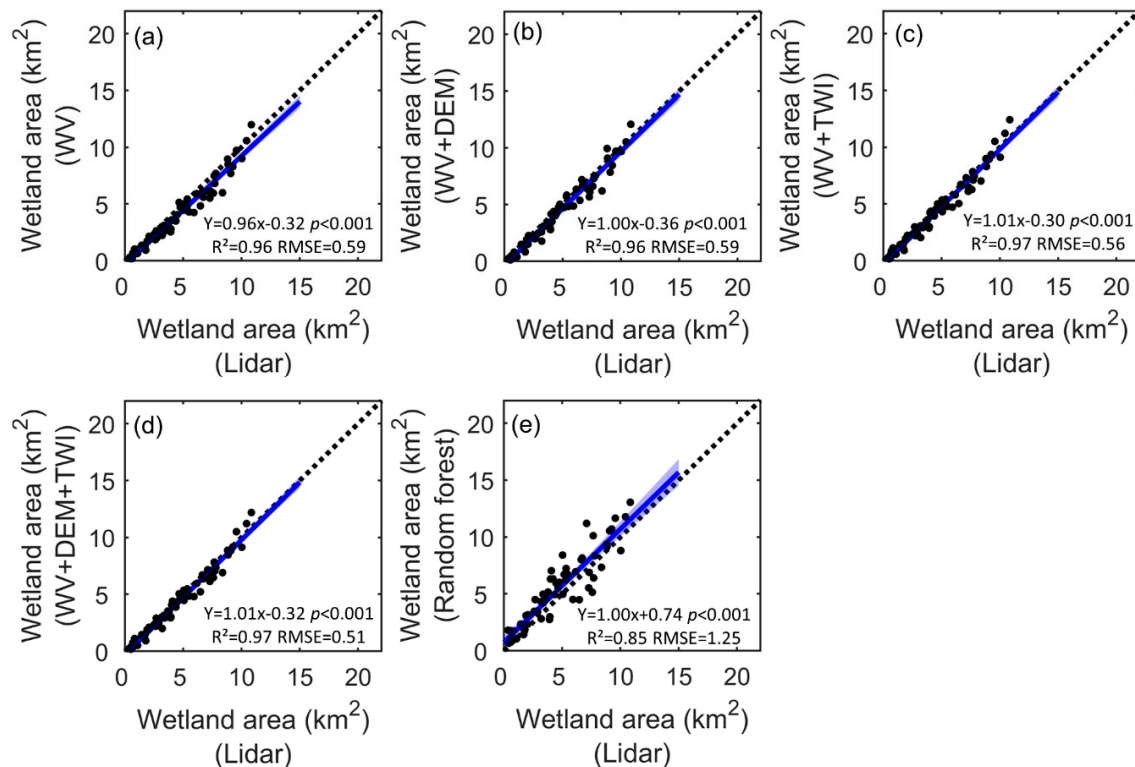 (a)
Wetland area (km²)
(WV)
20
15
10
5
0
Y=0.96x-0.32 p<0.001
R²=0.96 RMSE=0.59
0 5 10 15 20
Wetland area (km²)
(Lidar)
(b)
Wetland area (km²)
(WV+DEM)
20
15
10
5
0
Y=1.00x-0.36 p<0.001
R²=0.96 RMSE=0.59
0 5 10 15 20
Wetland area (km²)
(Lidar)
(c)
Wetland area (km²)
(WV+TWI)
20
15
10
5
0
Y=1.01x-0.30 p<0.001
R²=0.97 RMSE=0.56
0 5 10 15 20
Wetland area (km²)
(Lidar)
(d)
Wetland area (km²)
(WV+DEM+TWI)
20
15
10
5
0
Y=1.01x-0.32 p<0.001
R²=0.97 RMSE=0.51
0 5 10 15 20
Wetland area (km²)
(Lidar)
(e)
Wetland area (km²)
(Random forest)
20
15
10
5
0
Y=1.00x+0.74 p<0.001
R²=0.85 RMSE=1.25
0 5 10 15 20
Wetland area (km²)
(Lidar)